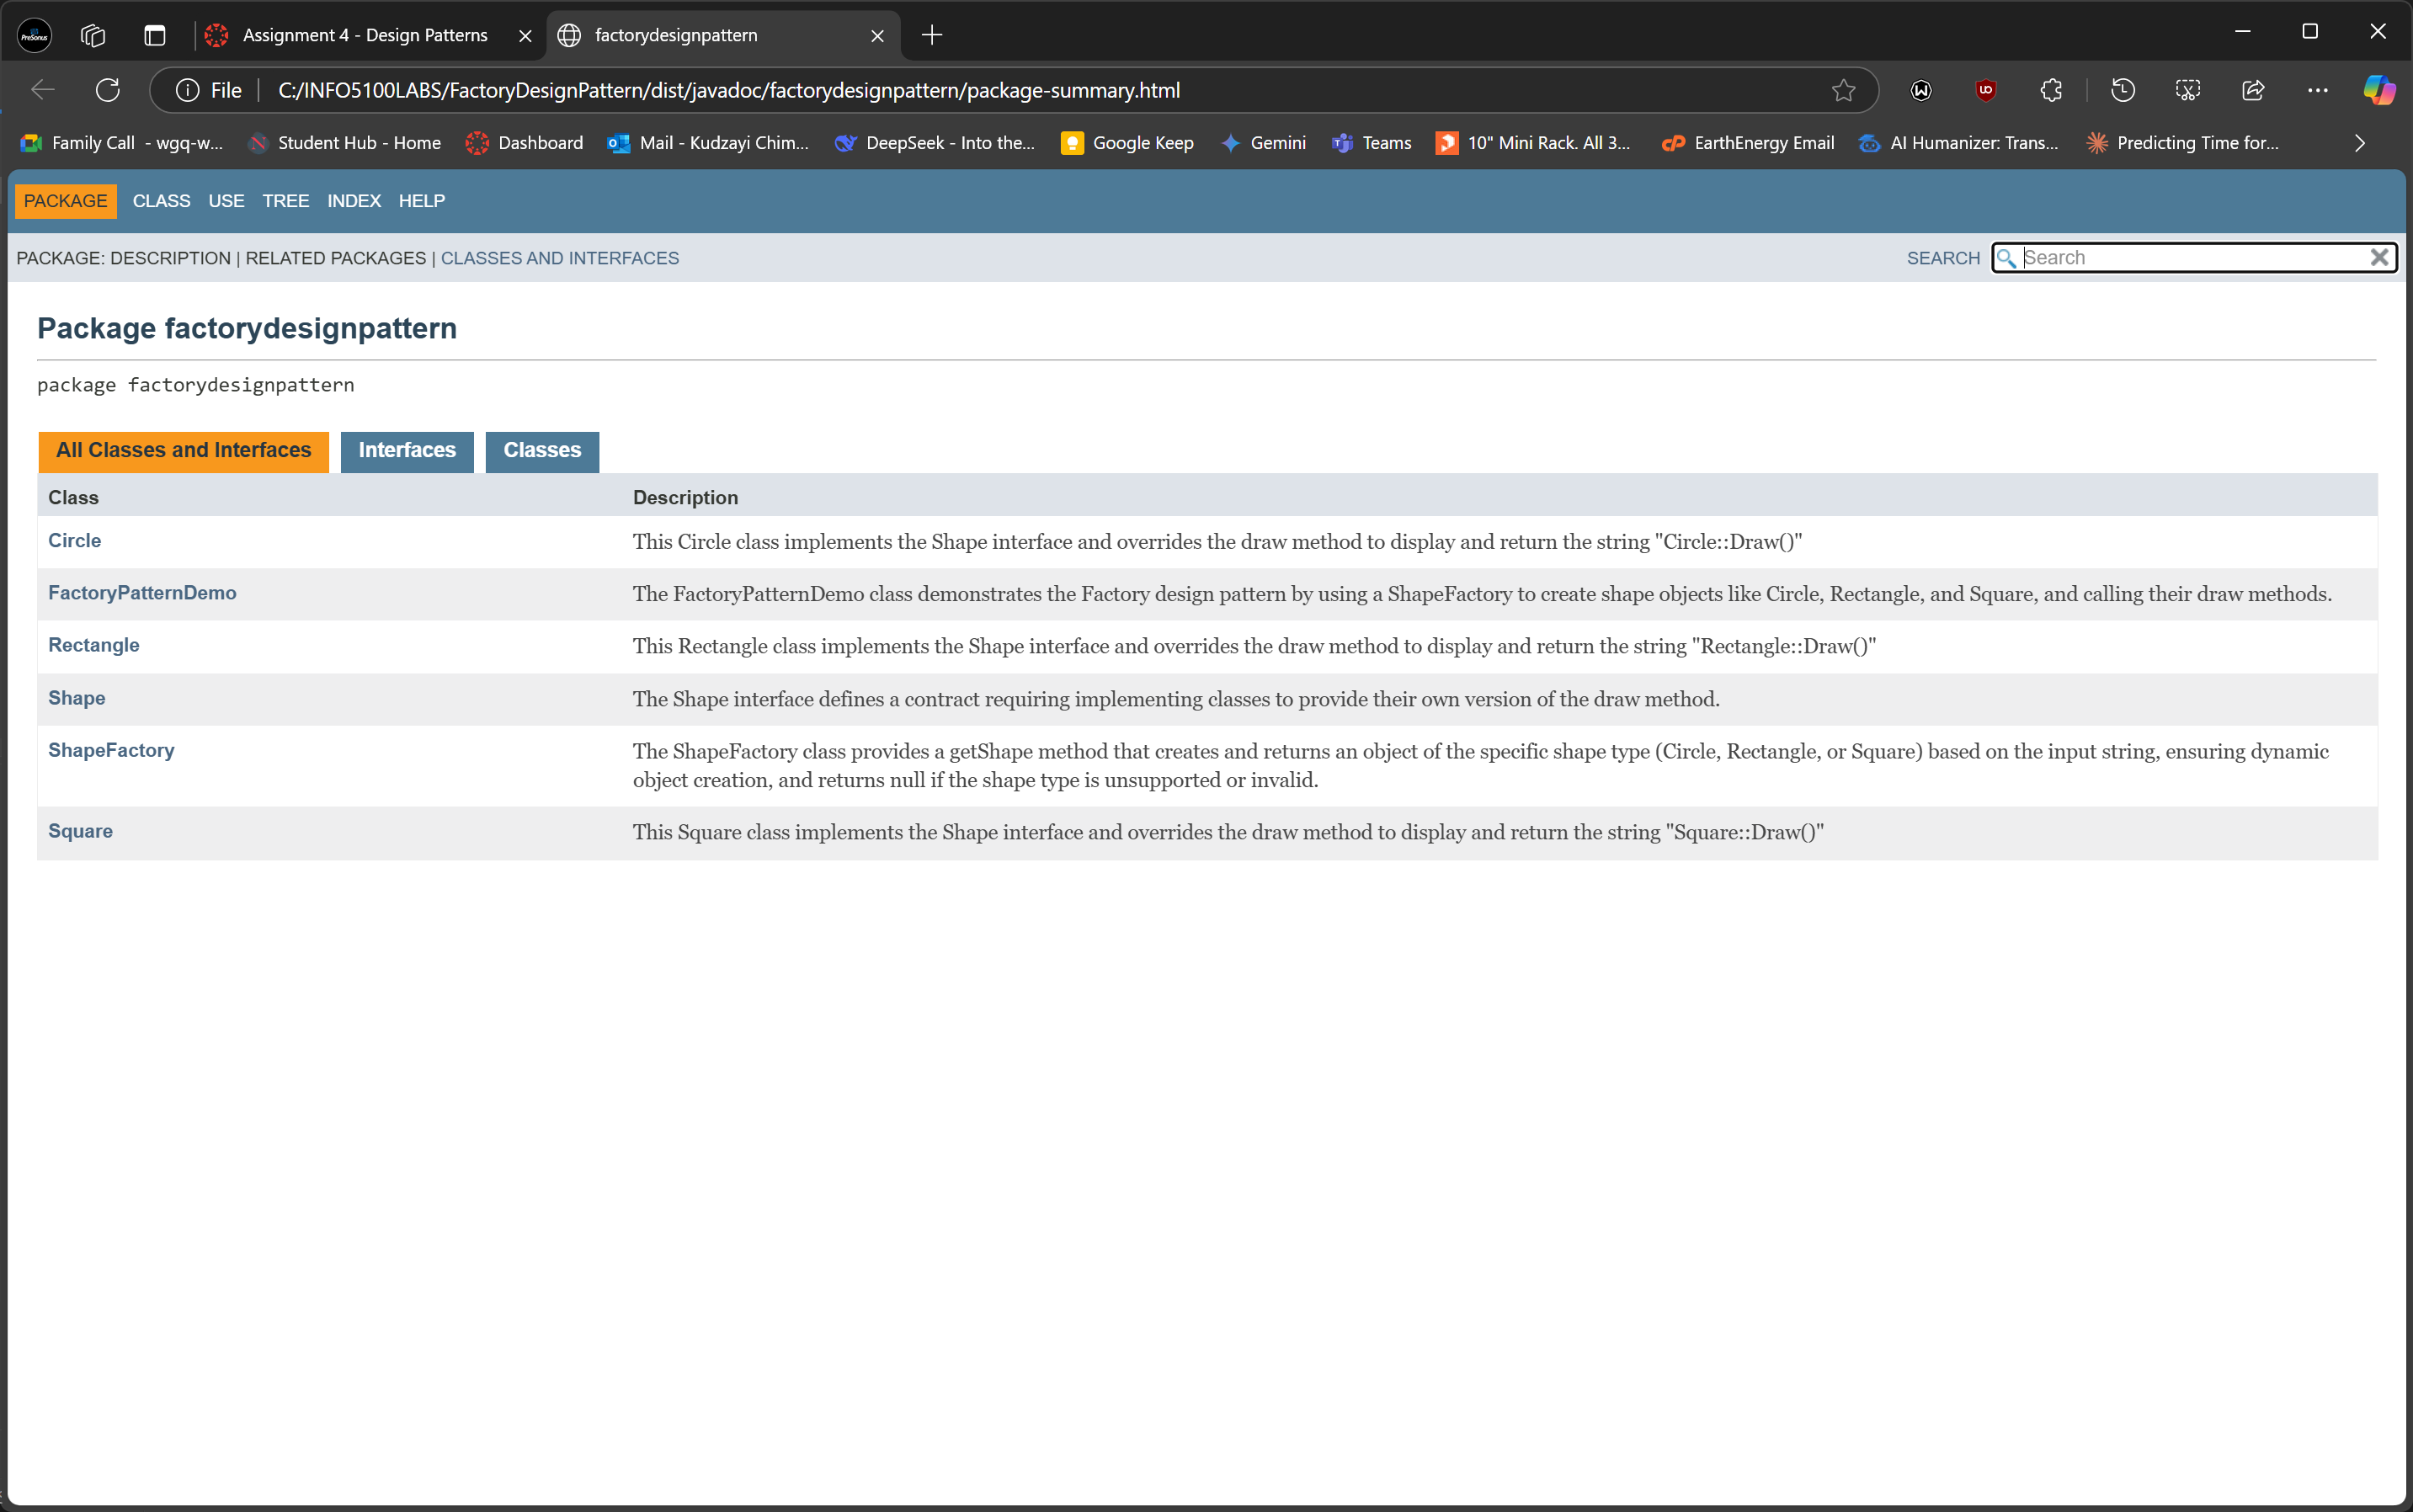 PreSonus
Assignment 4 - Design Patterns
factorydesignpattern
File
C:/INFO5100LABS/FactoryDesignPattern/dist/javadoc/factorydesignpattern/package-summary.html
Family Call - wgq-w...
Student Hub - Home
Dashboard
Mail - Kudzayi Chim...
DeepSeek - Into the...
Google Keep
Gemini
Teams
10" Mini Rack. All 3...
EarthEnergy Email
AI Humanizer: Trans...
Predicting Time for...
PACKAGE CLASS USE TREE INDEX HELP
PACKAGE: DESCRIPTION | RELATED PACKAGES | CLASSES AND INTERFACES
SEARCH Search
Package factorydesignpattern
package factorydesignpattern
All Classes and Interfaces Interfaces Classes
Class Description
Circle This Circle class implements the Shape interface and overrides the draw method to display and return the string "Circle::Draw()"
FactoryPatternDemo The FactoryPatternDemo class demonstrates the Factory design pattern by using a ShapeFactory to create shape objects like Circle, Rectangle, and Square, and calling their draw methods.
Rectangle This Rectangle class implements the Shape interface and overrides the draw method to display and return the string "Rectangle::Draw()"
Shape The Shape interface defines a contract requiring implementing classes to provide their own version of the draw method.
ShapeFactory The ShapeFactory class provides a getShape method that creates and returns an object of the specific shape type (Circle, Rectangle, or Square) based on the input string, ensuring dynamic
object creation, and returns null if the shape type is unsupported or invalid.
Square This Square class implements the Shape interface and overrides the draw method to display and return the string "Square::Draw()"